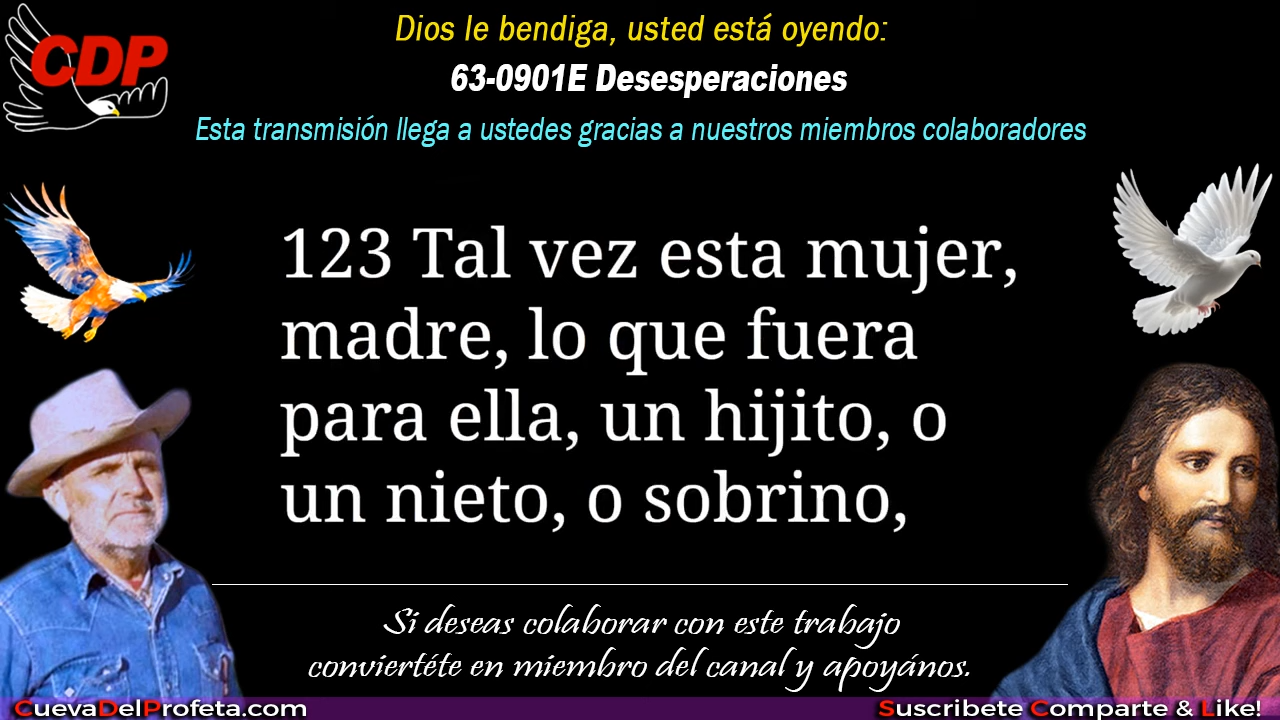 CDP
Dios le bendiga, usted está oyendo:
63-0901E Desesperaciones
Esta transmisión llega a ustedes gracias a nuestros miembros colaboradores
123 Tal vez esta mujer,
madre, lo que fuera
para ella, un hijito, o
un nieto, o sobrino,
Si deseas colaborar con este trabajo
conviertéte en miembro del canal y apoyános.
CuevaDelProfeta.com
Suscribete Comparte & Like!